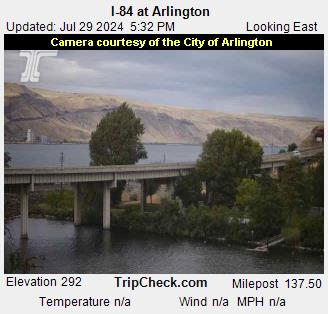 I-84 at Arlington
Updated: Jul 29 2024 5:32 PM Looking East
Camera courtesy of the City of Arlington
Elevation 292 TripCheck.com Milepost 137.50
Temperature n/a Wind n/a MPH n/a